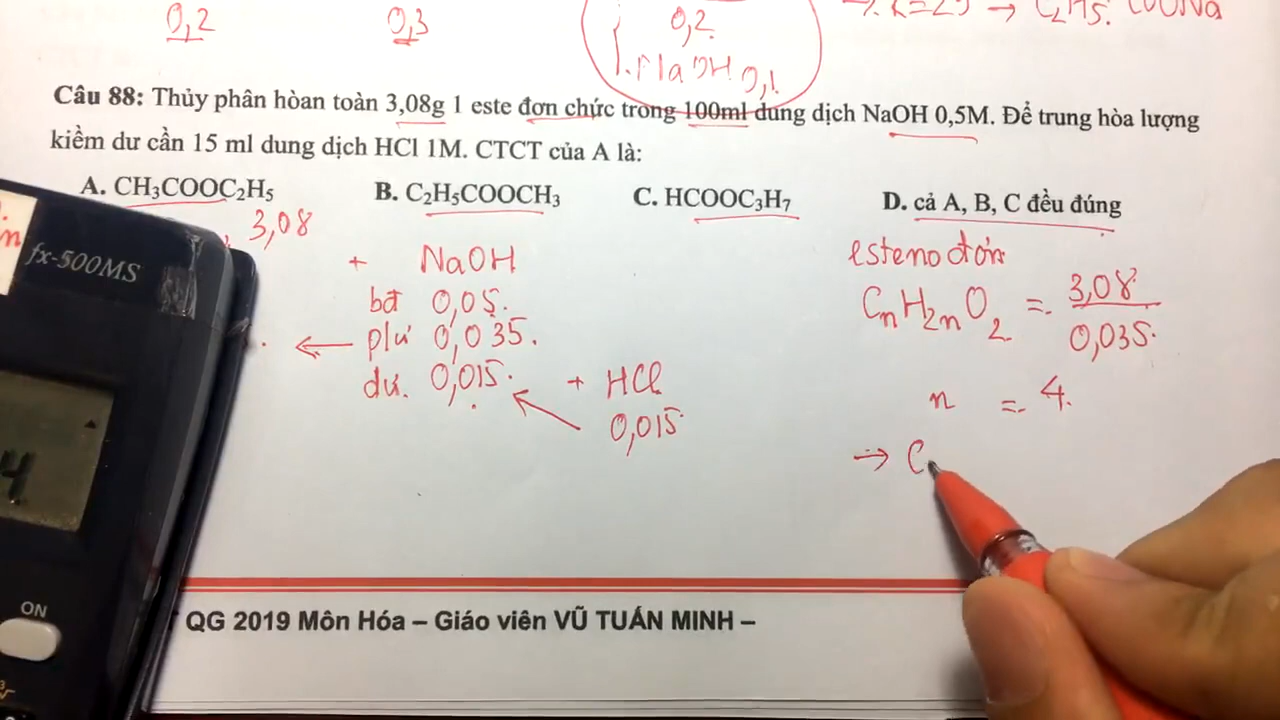 0,2 0,3 0,2
NaOH 0,1
→ C2H5COONa
Câu 88: Thủy phân hòan toàn 3,08g 1 este đơn chức trong 100ml dung dịch NaOH 0,5M. Để trung hòa lượng
kiềm dư cần 15 ml dung dịch HCl 1M. CTCT của A là:
A. CH3COOC2H5 B. C2H5COOCH3 C. HCOOC3H7 D. cả A, B, C đều đúng
3,08
+ NaOH
bđ 0,05.
← pư 0,035.
dư. 0,015. + HCl
0,015
este no đơn
CnH2nO2 = 3,08 / 0,035.
n = 4.
→ C
fx-500MS
4
ON
QG 2019 Môn Hóa – Giáo viên VŨ TUẤN MINH –